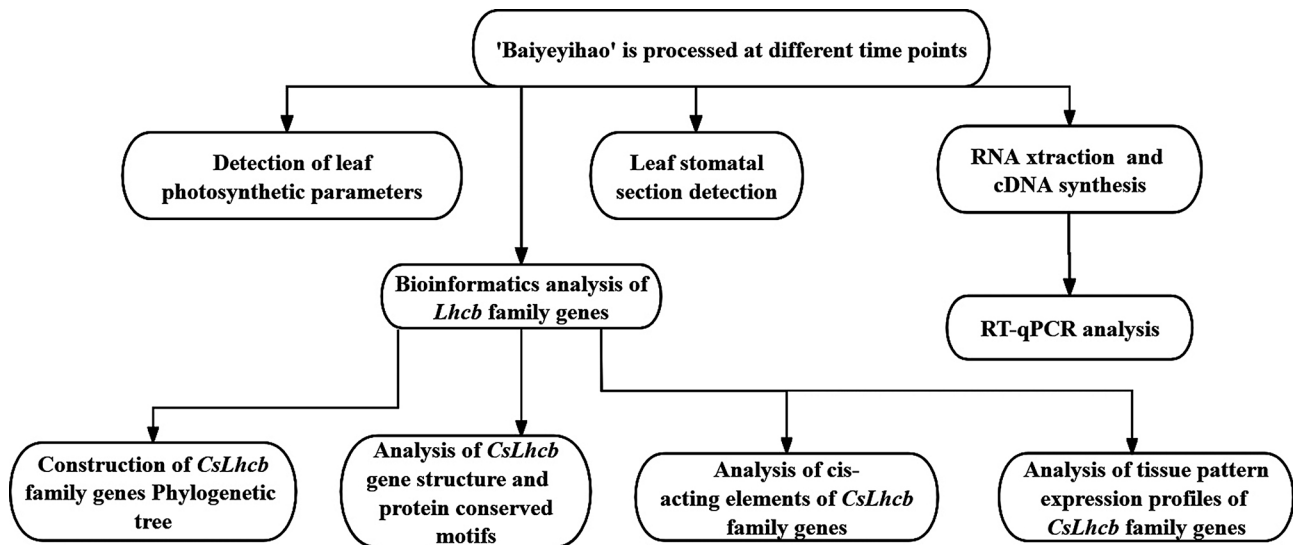 'Baiyeyihao' is processed at different time points
Detection of leaf
photosynthetic parameters
Leaf stomatal
section detection
RNA xtraction and
cDNA synthesis
Bioinformatics analysis of
Lhcb family genes
RT-qPCR analysis
Construction of CsLhcb
family genes Phylogenetic
tree
Analysis of CsLhcb
gene structure and
protein conserved
motifs
Analysis of cis-
acting elements of CsLhcb
family genes
Analysis of tissue pattern
expression profiles of
CsLhcb family genes